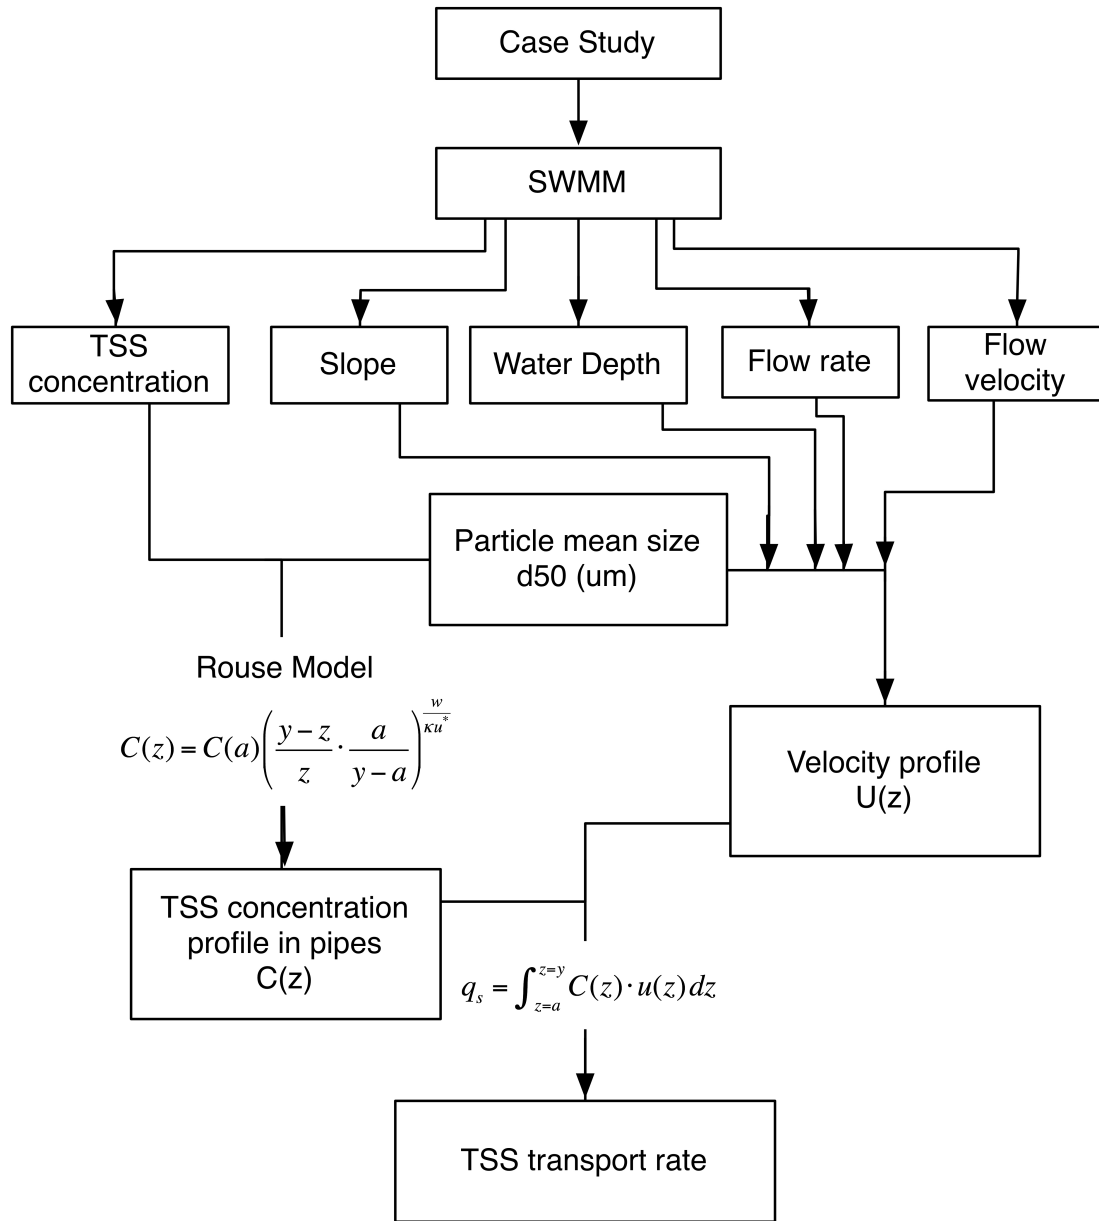 Case Study
SWMM
TSS
concentration
Slope
Water Depth
Flow rate
Flow
velocity
Particle mean size
d50 (um)
Rouse Model
C(z) = C(a)((y − z)/z · a/(y − a))^(w/(κu*))
Velocity profile
U(z)
TSS concentration
profile in pipes
C(z)
q_s = ∫_{z=a}^{z=y} C(z) · u(z) dz
TSS transport rate